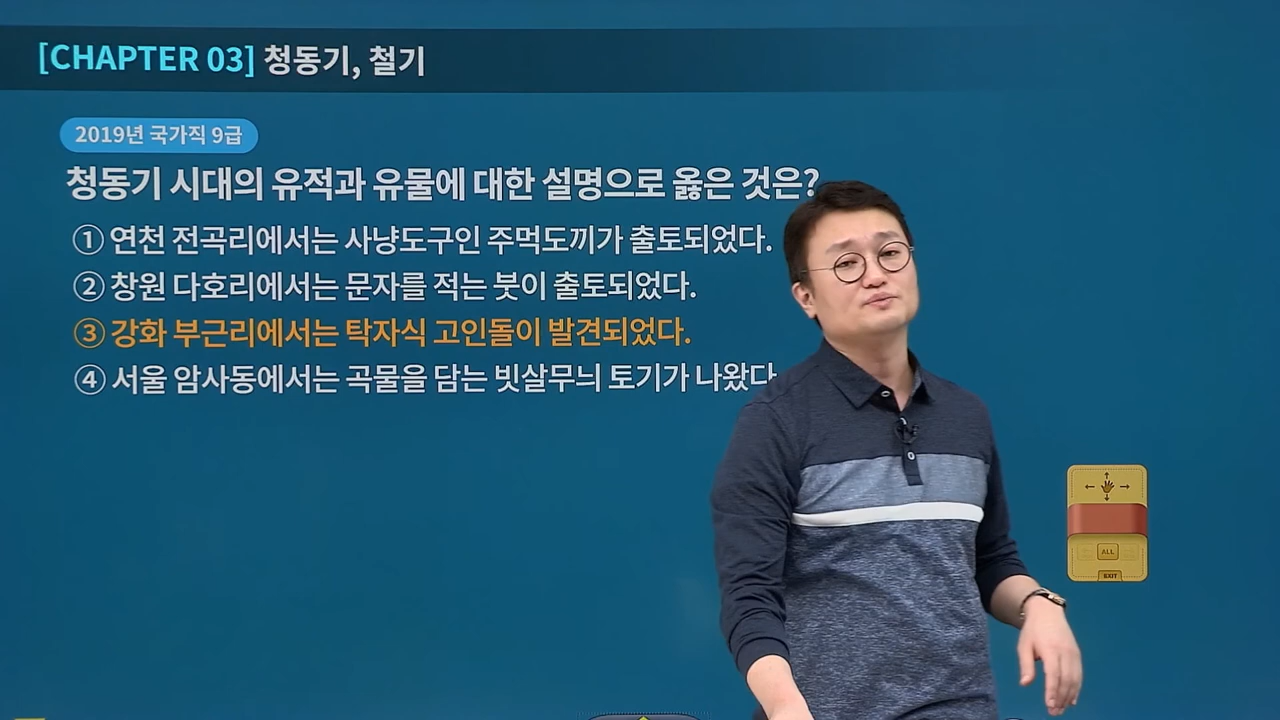 [CHAPTER 03] 청동기, 철기
2019년 국가직 9급
청동기 시대의 유적과 유물에 대한 설명으로 옳은 것은?
① 연천 전곡리에서는 사냥도구인 주먹도끼가 출토되었다.
② 창원 다호리에서는 문자를 적는 붓이 출토되었다.
③ 강화 부근리에서는 탁자식 고인돌이 발견되었다.
④ 서울 암사동에서는 곡물을 담는 빗살무늬 토기가 나왔다
ALL
EXIT